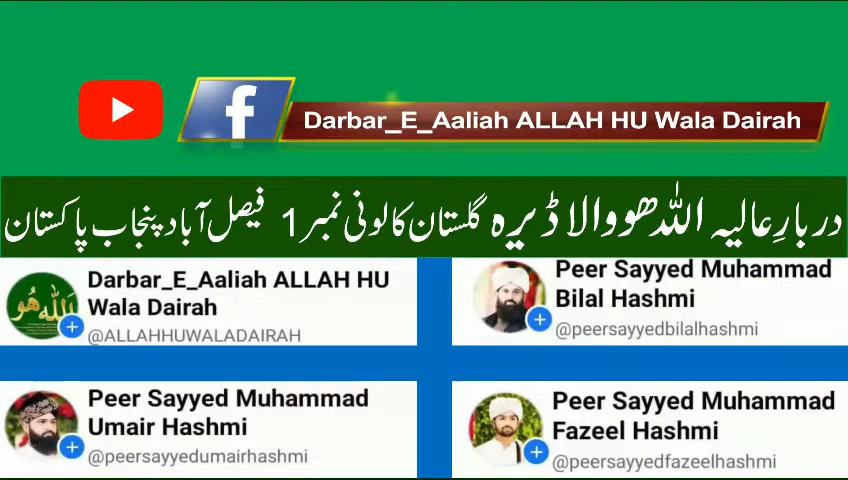 f
Darbar_E_Aaliah ALLAH HU Wala Dairah
دربارِ عالیہ اللہ ھو والا ڈیرہ گلستان کالونی نمبر 1 فیصل آباد پنجاب پاکستان
اللہ ھُو
Darbar_E_Aaliah ALLAH HU
Wala Dairah
@ALLAHHUWALADAIRAH
Peer Sayyed Muhammad
Bilal Hashmi
@peersayyedbilalhashmi
Peer Sayyed Muhammad
Umair Hashmi
@peersayyedumairhashmi
Peer Sayyed Muhammad
Fazeel Hashmi
@peersayyedfazeelhashmi